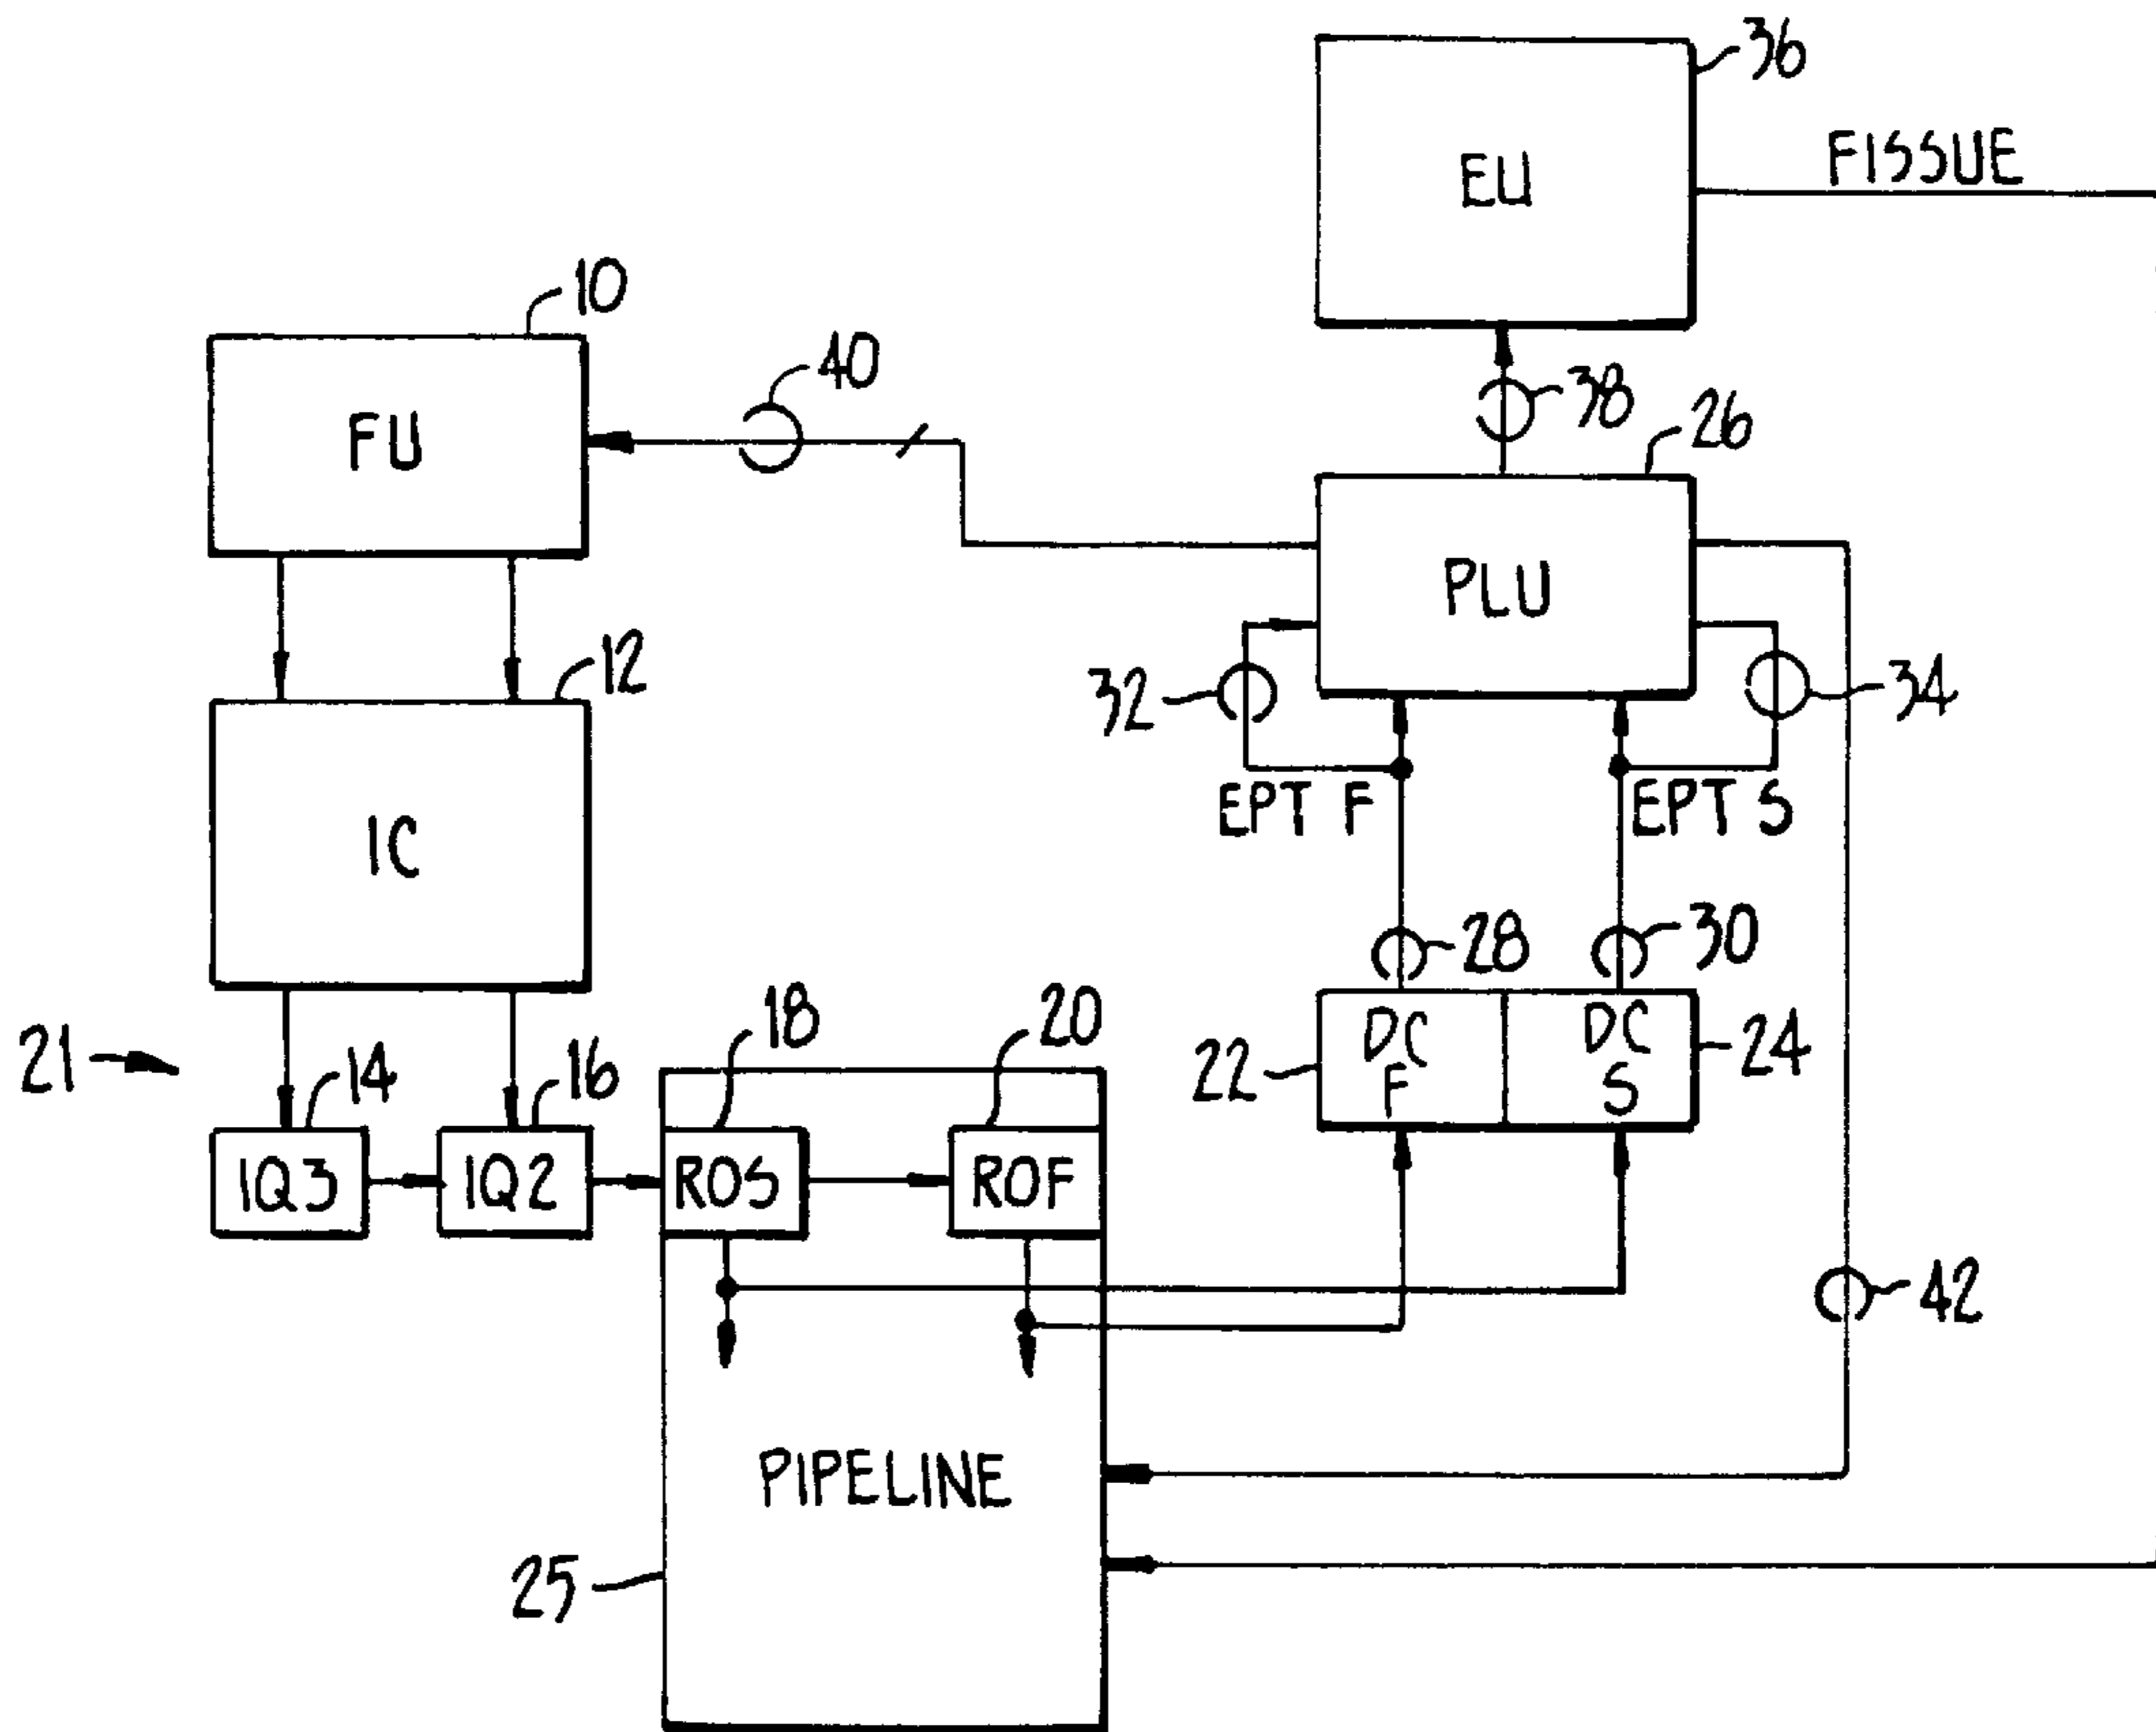 36
EU
FISSUE
10
40
38
26
FU
PLU
12
32
34
EPT F
EPT S
IC
28
30
18
20
DC
F
DC
S
22
24
21
14
16
IQ3
IQ2
ROS
ROF
42
PIPELINE
25